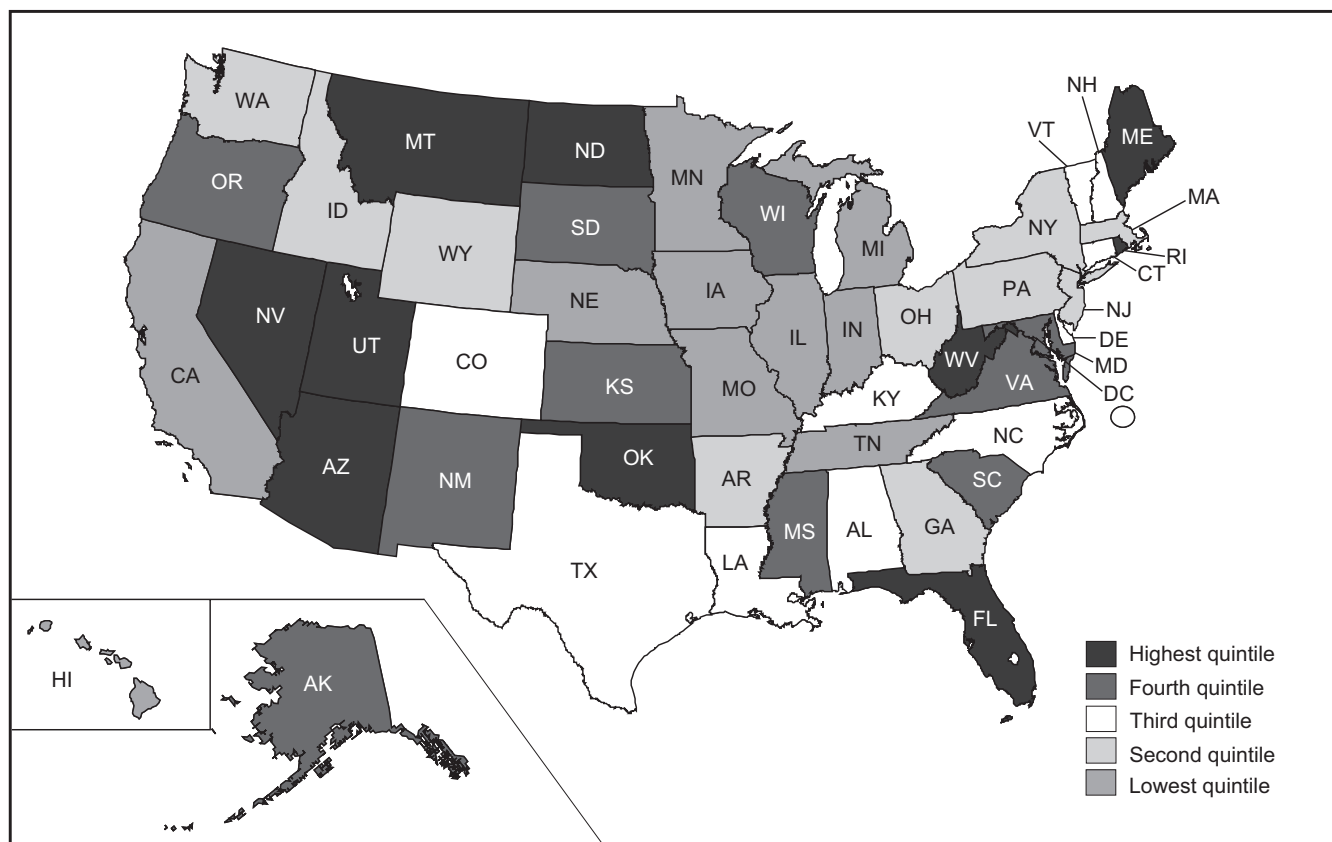 NH
WA
VT
ME
MT
ND
MN
OR
ID
WI
MA
SD
NY
MI
WY
RI
CT
IA
PA
NE
NJ
NV
OH
IL
IN
DE
UT
WV
CO
MD
CA
KS
VA
MO
DC
KY
NC
TN
OK
AZ
NM
AR
SC
MS
AL
GA
LA
TX
FL
HI
AK
Highest quintile
Fourth quintile
Third quintile
Second quintile
Lowest quintile